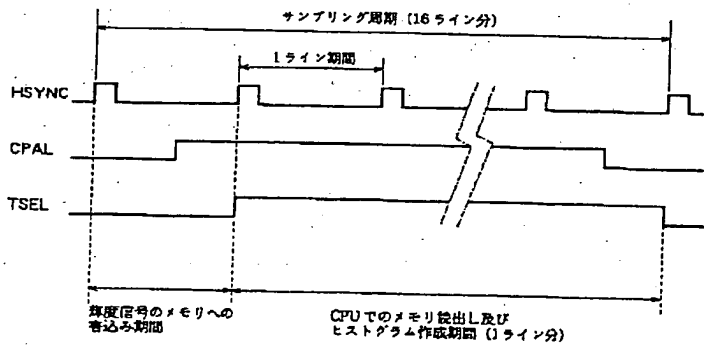 サンプリング周期 (16ライン分)
1ライン期間
HSYNC
CPAL
TSEL
輝度信号のメモリへの
書込み期間
CPUでのメモリ読出し及び
ヒストグラム作成期間 (1ライン分)